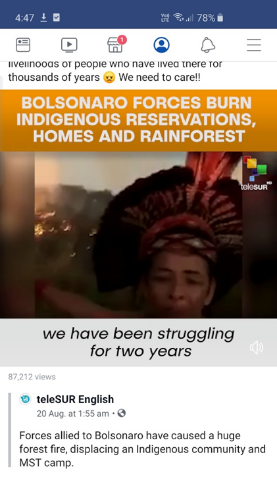 4:47
78%
1
livelihoods of people who have lived there for
thousands of years 😠 We need to care!!
BOLSONARO FORCES BURN
INDIGENOUS RESERVATIONS,
HOMES AND RAINFOREST
teleSUR HD
we have been struggling
for two years
87,212 views
teleSUR English
20 Aug. at 1:55 am •
Forces allied to Bolsonaro have caused a huge
forest fire, displacing an Indigenous community and
MST camp.